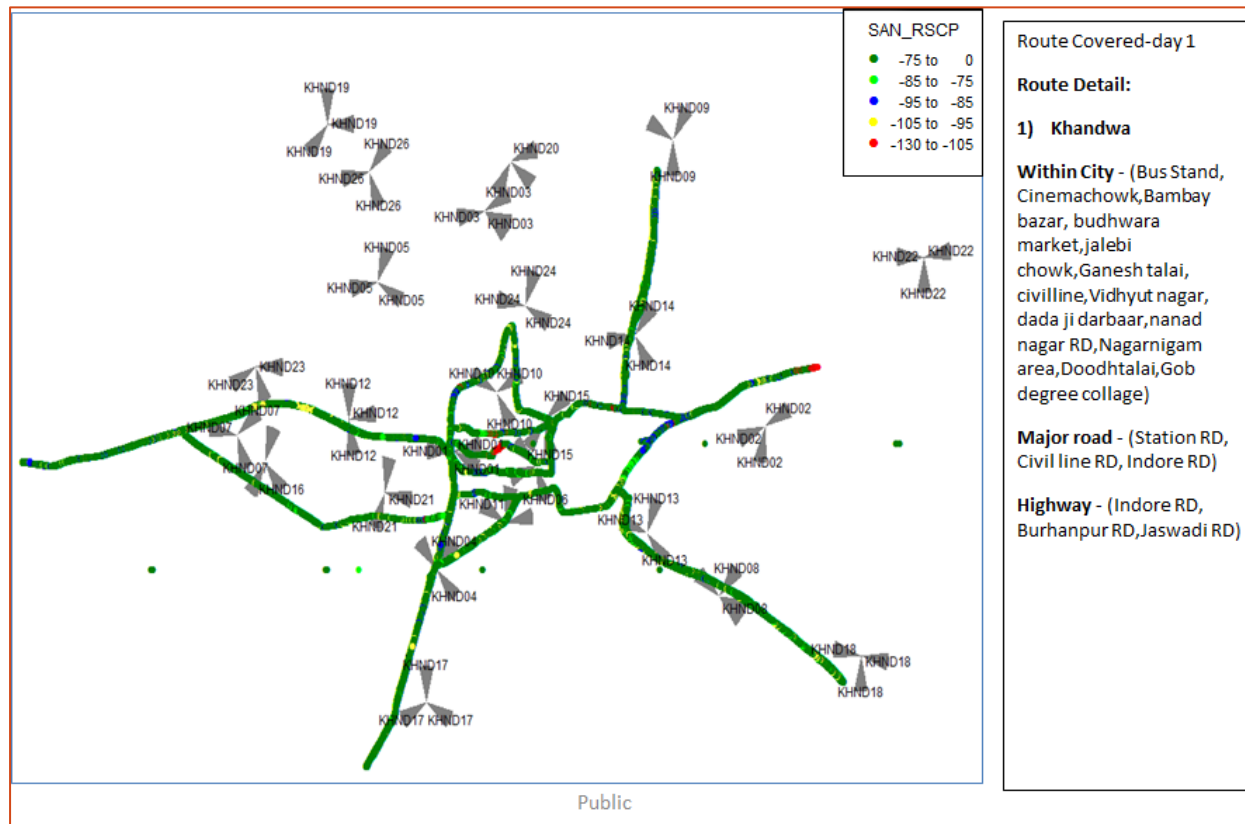 SAN_RSCP
-75 to 0
-85 to -75
-95 to -85
-105 to -95
-130 to -105
KHND19
KHND19
KHND19
KHND26
KHND26
KHND26
KHND20
KHND03
KHND03
KHND03
KHND09
KHND09
KHND05
KHND05
KHND05
KHND24
KHND24
KHND24
KHND22 KHND22
KHND22
KHND14
KHND14
KHND14
KHND23
KHND23
KHND07
KHND07
KHND07
KHND16
KHND12
KHND12
KHND12
KHND10 KHND10
KHND10
KHND15
KHND15
KHND01
KHND01
KHND02
KHND02
KHND02
KHND21
KHND21
KHND11
KHND13
KHND13
KHND13
KHND04
KHND04
KHND08
KHND08
KHND18
KHND18
KHND18
KHND17
KHND17 KHND17
Route Covered-day 1
Route Detail:
1) Khandwa
Within City - (Bus Stand,
Cinemachowk,Bambay
bazar, budhwara
market,jalebi
chowk,Ganesh talai,
civilline,Vidhyut nagar,
dada ji darbaar,nanad
nagar RD,Nagarnigam
area,Doodhtalai,Gob
degree collage)
Major road - (Station RD,
Civil line RD, Indore RD)
Highway - (Indore RD,
Burhanpur RD,Jaswadi RD)
Public